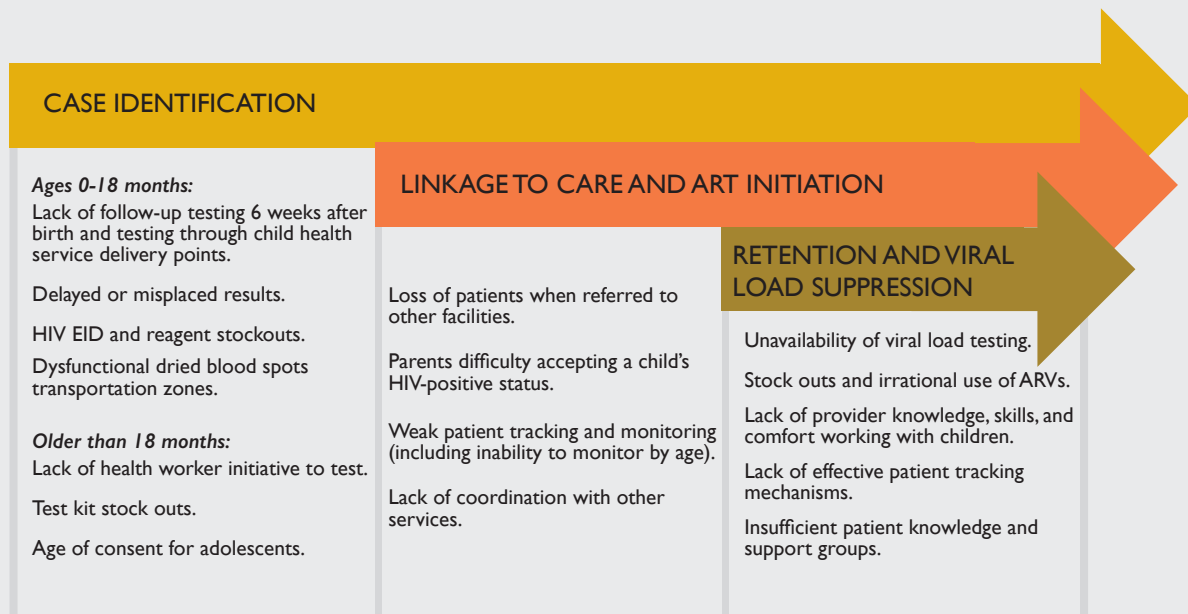 CASE IDENTIFICATION
Ages 0-18 months:
Lack of follow-up testing 6 weeks after
birth and testing through child health
service delivery points.
Delayed or misplaced results.
HIV EID and reagent stockouts.
Dysfunctional dried blood spots
transportation zones.
Older than 18 months:
Lack of health worker initiative to test.
Test kit stock outs.
Age of consent for adolescents.
LINKAGE TO CARE AND ART INITIATION
Loss of patients when referred to
other facilities.
Parents difficulty accepting a child's
HIV-positive status.
Weak patient tracking and monitoring
(including inability to monitor by age).
Lack of coordination with other
services.
RETENTION AND VIRAL
LOAD SUPPRESSION
Unavailability of viral load testing.
Stock outs and irrational use of ARVs.
Lack of provider knowledge, skills, and
comfort working with children.
Lack of effective patient tracking
mechanisms.
Insufficient patient knowledge and
support groups.